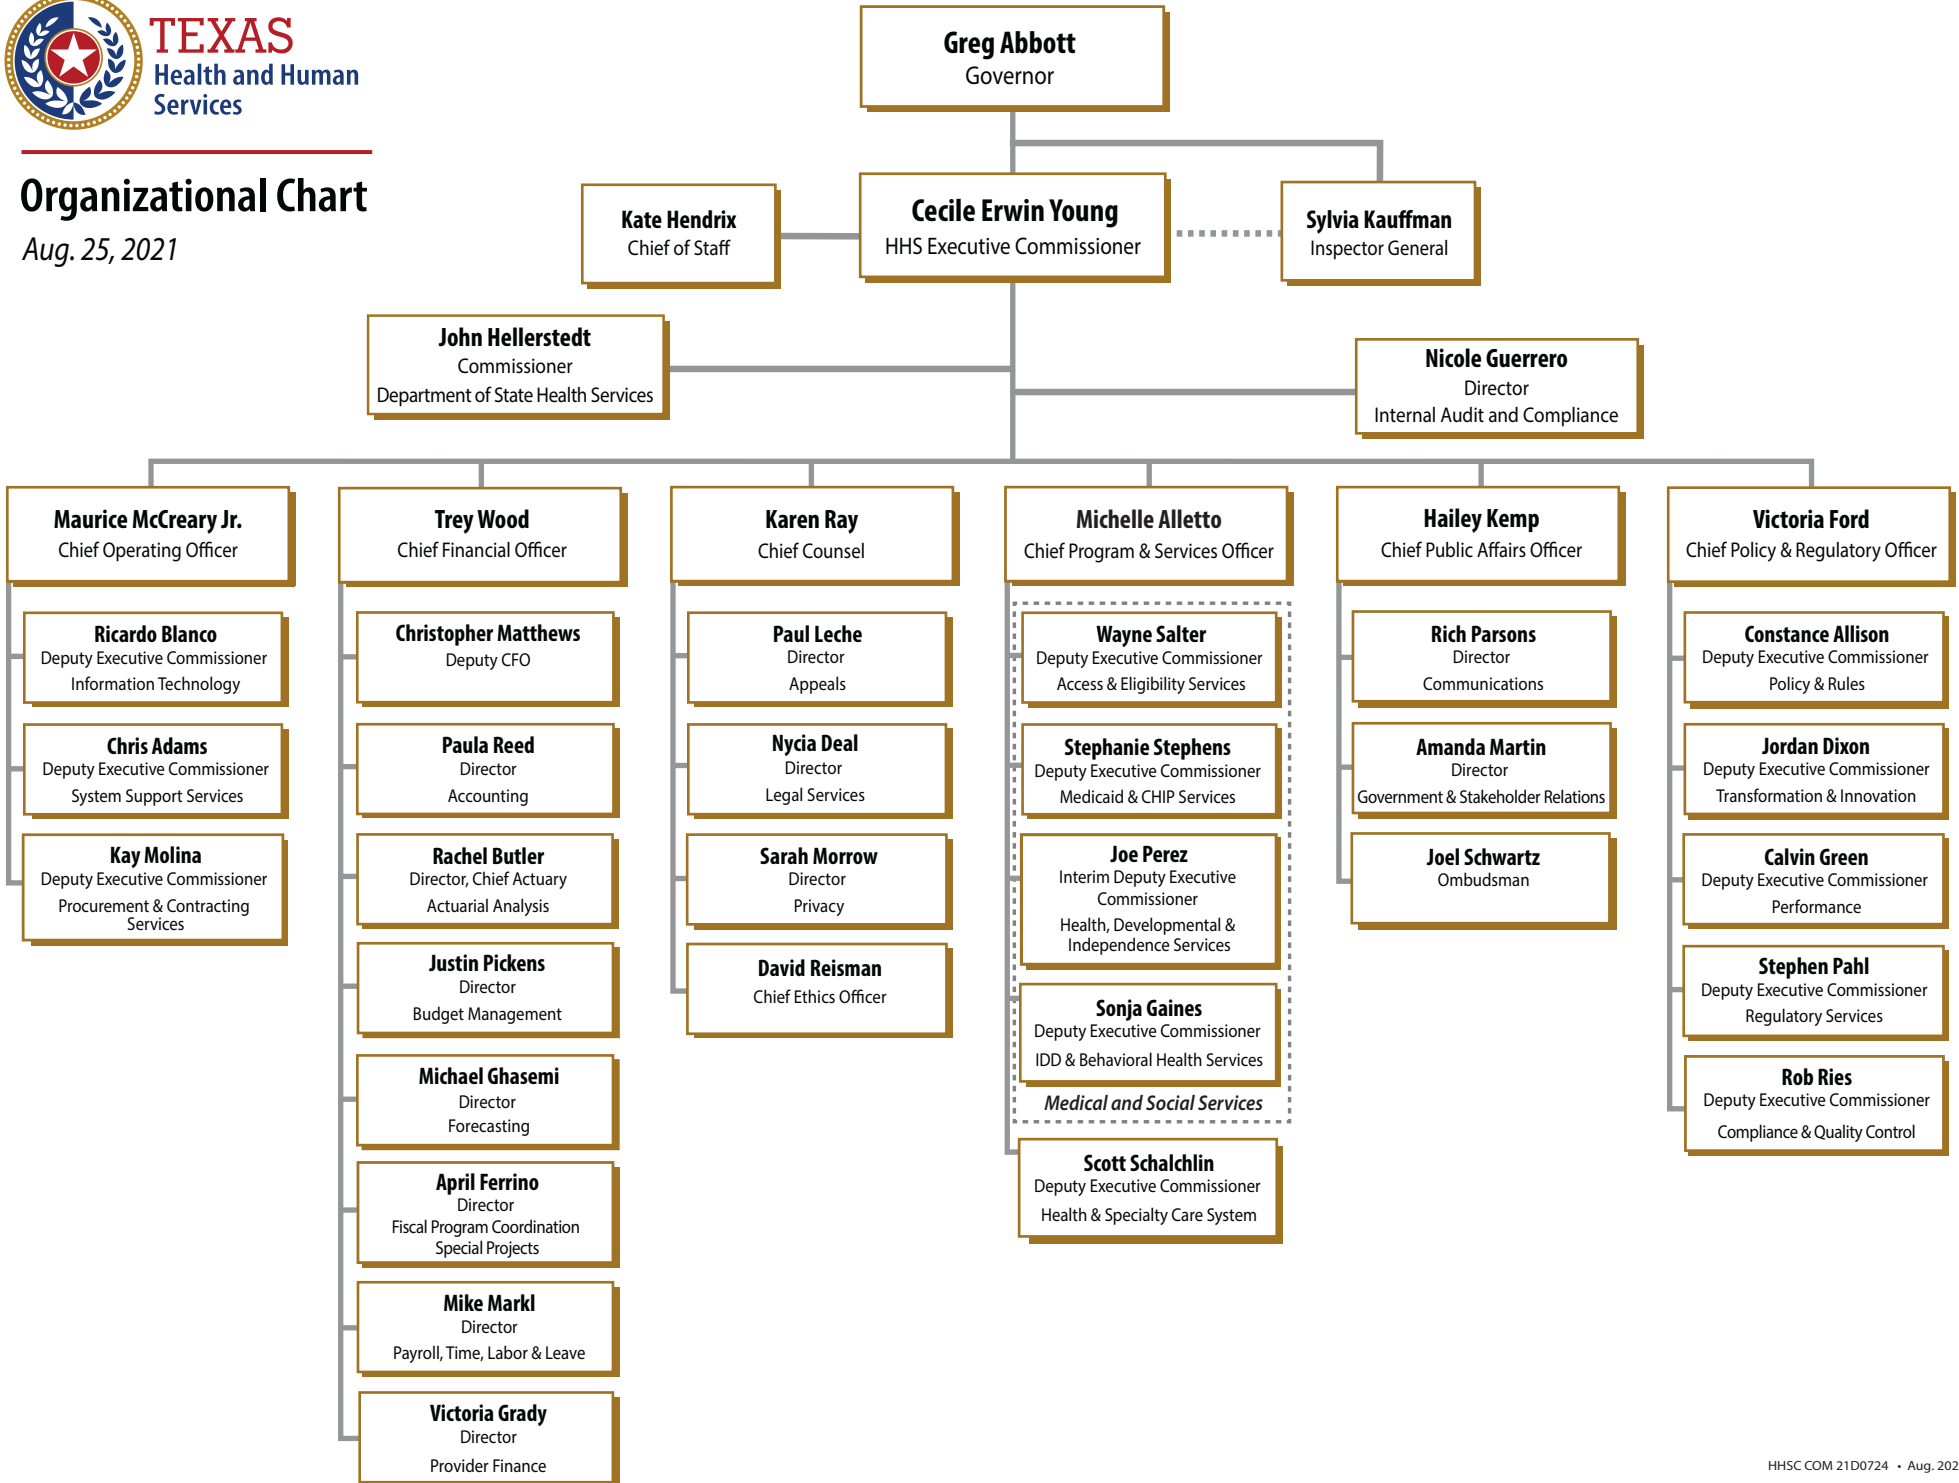 TEXAS
Health and Human
Services
Organizational Chart
Aug. 25, 2021
Greg Abbott
Governor
Kate Hendrix
Chief of Staff
Cecile Erwin Young
HHS Executive Commissioner
Sylvia Kauffman
Inspector General
John Hellerstedt
Commissioner
Department of State Health Services
Nicole Guerrero
Director
Internal Audit and Compliance
Maurice McCreary Jr.
Chief Operating Officer
Ricardo Blanco
Deputy Executive Commissioner
Information Technology
Chris Adams
Deputy Executive Commissioner
System Support Services
Kay Molina
Deputy Executive Commissioner
Procurement & Contracting
Services
Trey Wood
Chief Financial Officer
Christopher Matthews
Deputy CFO
Paula Reed
Director
Accounting
Rachel Butler
Director, Chief Actuary
Actuarial Analysis
Justin Pickens
Director
Budget Management
Michael Ghasemi
Director
Forecasting
April Ferrino
Director
Fiscal Program Coordination
Special Projects
Mike Markl
Director
Payroll, Time, Labor & Leave
Victoria Grady
Director
Provider Finance
Karen Ray
Chief Counsel
Paul Leche
Director
Appeals
Nycia Deal
Director
Legal Services
Sarah Morrow
Director
Privacy
David Reisman
Chief Ethics Officer
Michelle Alletto
Chief Program & Services Officer
Wayne Salter
Deputy Executive Commissioner
Access & Eligibility Services
Stephanie Stephens
Deputy Executive Commissioner
Medicaid & CHIP Services
Joe Perez
Interim Deputy Executive
Commissioner
Health, Developmental &
Independence Services
Sonja Gaines
Deputy Executive Commissioner
IDD & Behavioral Health Services
Medical and Social Services
Scott Schalchlin
Deputy Executive Commissioner
Health & Specialty Care System
Hailey Kemp
Chief Public Affairs Officer
Rich Parsons
Director
Communications
Amanda Martin
Director
Government & Stakeholder Relations
Joel Schwartz
Ombudsman
Victoria Ford
Chief Policy & Regulatory Officer
Constance Allison
Deputy Executive Commissioner
Policy & Rules
Jordan Dixon
Deputy Executive Commissioner
Transformation & Innovation
Calvin Green
Deputy Executive Commissioner
Performance
Stephen Pahl
Deputy Executive Commissioner
Regulatory Services
Rob Ries
Deputy Executive Commissioner
Compliance & Quality Control
HHSC COM 21D0724 • Aug. 202